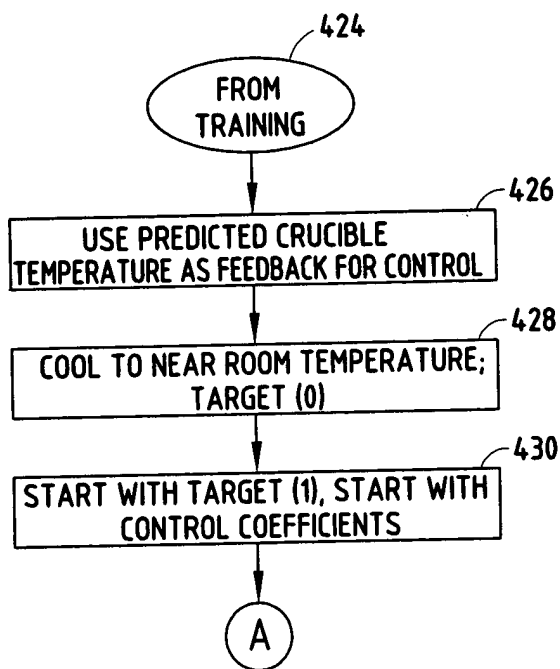 424
FROM
TRAINING
426
USE PREDICTED CRUCIBLE
TEMPERATURE AS FEEDBACK FOR CONTROL
428
COOL TO NEAR ROOM TEMPERATURE;
TARGET (0)
430
START WITH TARGET (1), START WITH
CONTROL COEFFICIENTS
A